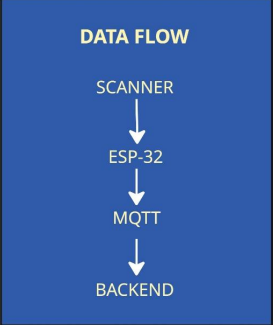 DATA FLOW
SCANNER
ESP-32
MQTT
BACKEND